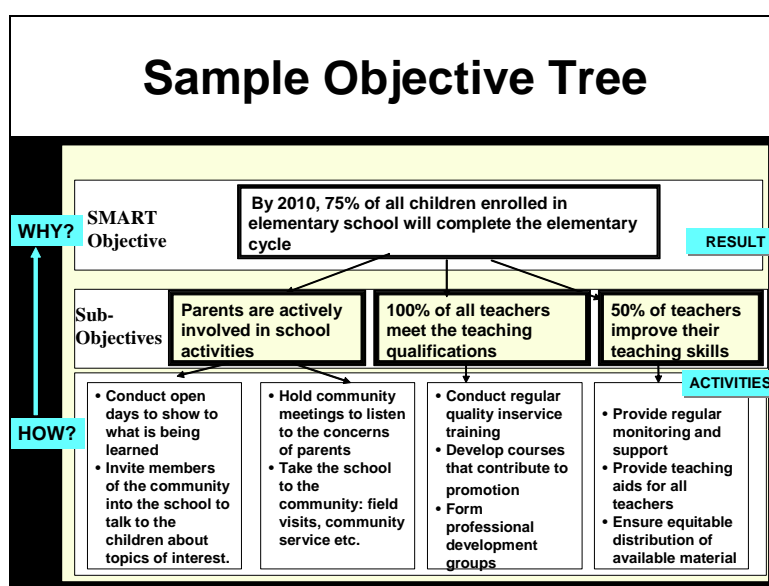 Sample Objective Tree
WHY?
SMART
Objective
By 2010, 75% of all children enrolled in
elementary school will complete the elementary
cycle
RESULT
Sub-
Objectives
Parents are actively
involved in school
activities
100% of all teachers
meet the teaching
qualifications
50% of teachers
improve their
teaching skills
ACTIVITIES
HOW?
• Conduct open
days to show to
what is being
learned
• Invite members
of the community
into the school to
talk to the
children about
topics of interest.
• Hold community
meetings to listen
to the concerns
of parents
• Take the school
to the
community: field
visits, community
service etc.
• Conduct regular
quality inservice
training
• Develop courses
that contribute to
promotion
• Form
professional
development
groups
• Provide regular
monitoring and
support
• Provide teaching
aids for all
teachers
• Ensure equitable
distribution of
available material